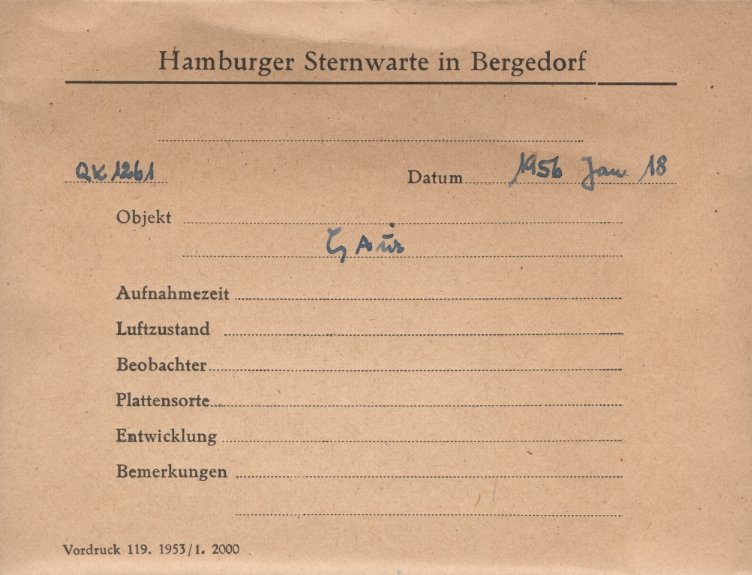 Hamburger Sternwarte in Bergedorf
QK 1261 Datum 1956 Jan 18
Objekt
ζ Aur
Aufnahmezeit
Luftzustand
Beobachter
Plattensorte
Entwicklung
Bemerkungen
Vordruck 119. 1953/1. 2000